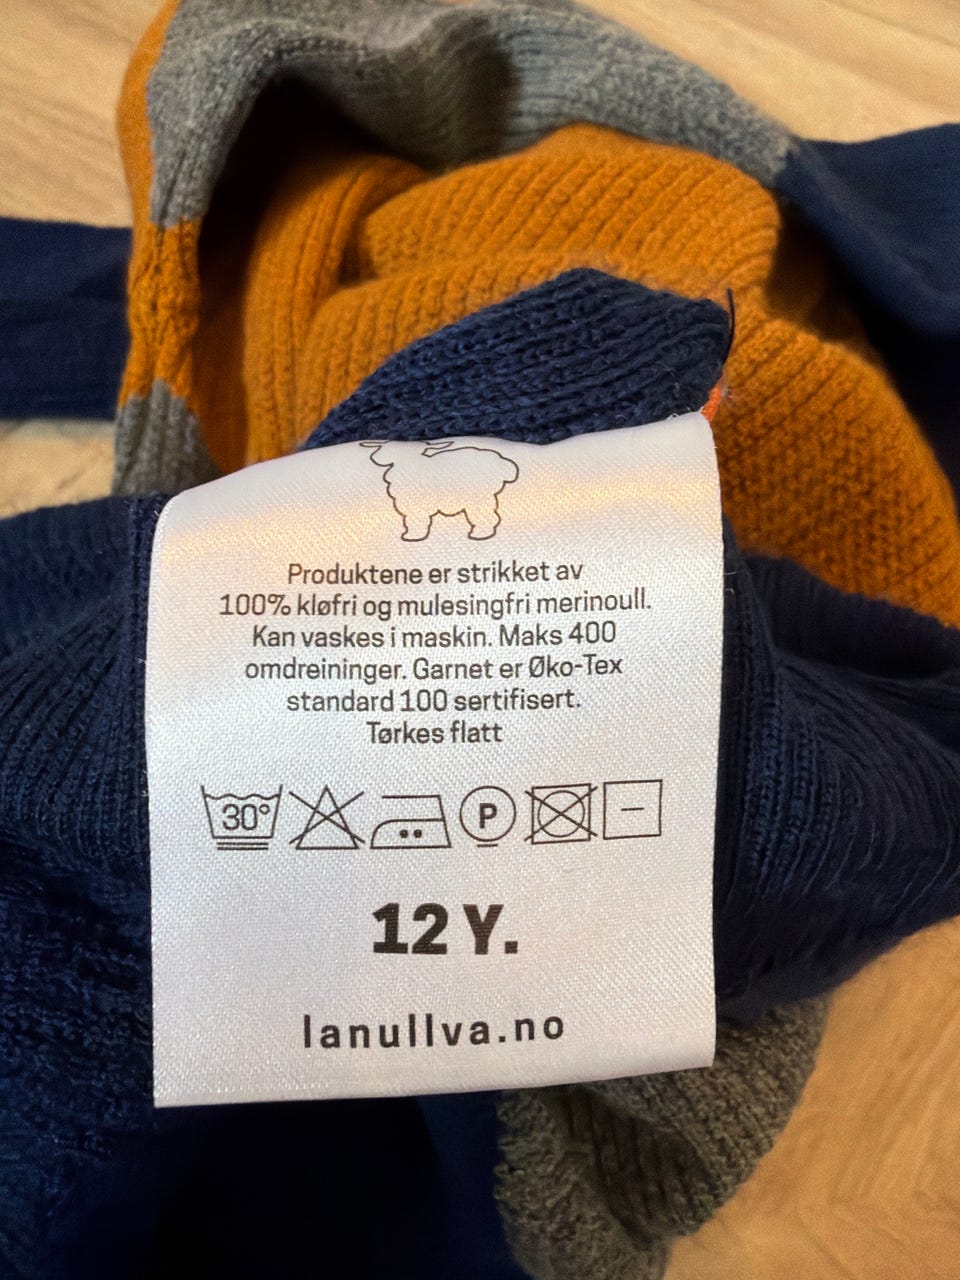 Produktene er strikket av
100% kløfri og mulesingfri merinoull.
Kan vaskes i maskin. Maks 400
omdreininger. Garnet er Øko-Tex
standard 100 sertifisert.
Tørkes flatt
30° P
12 Y.
lanullva.no